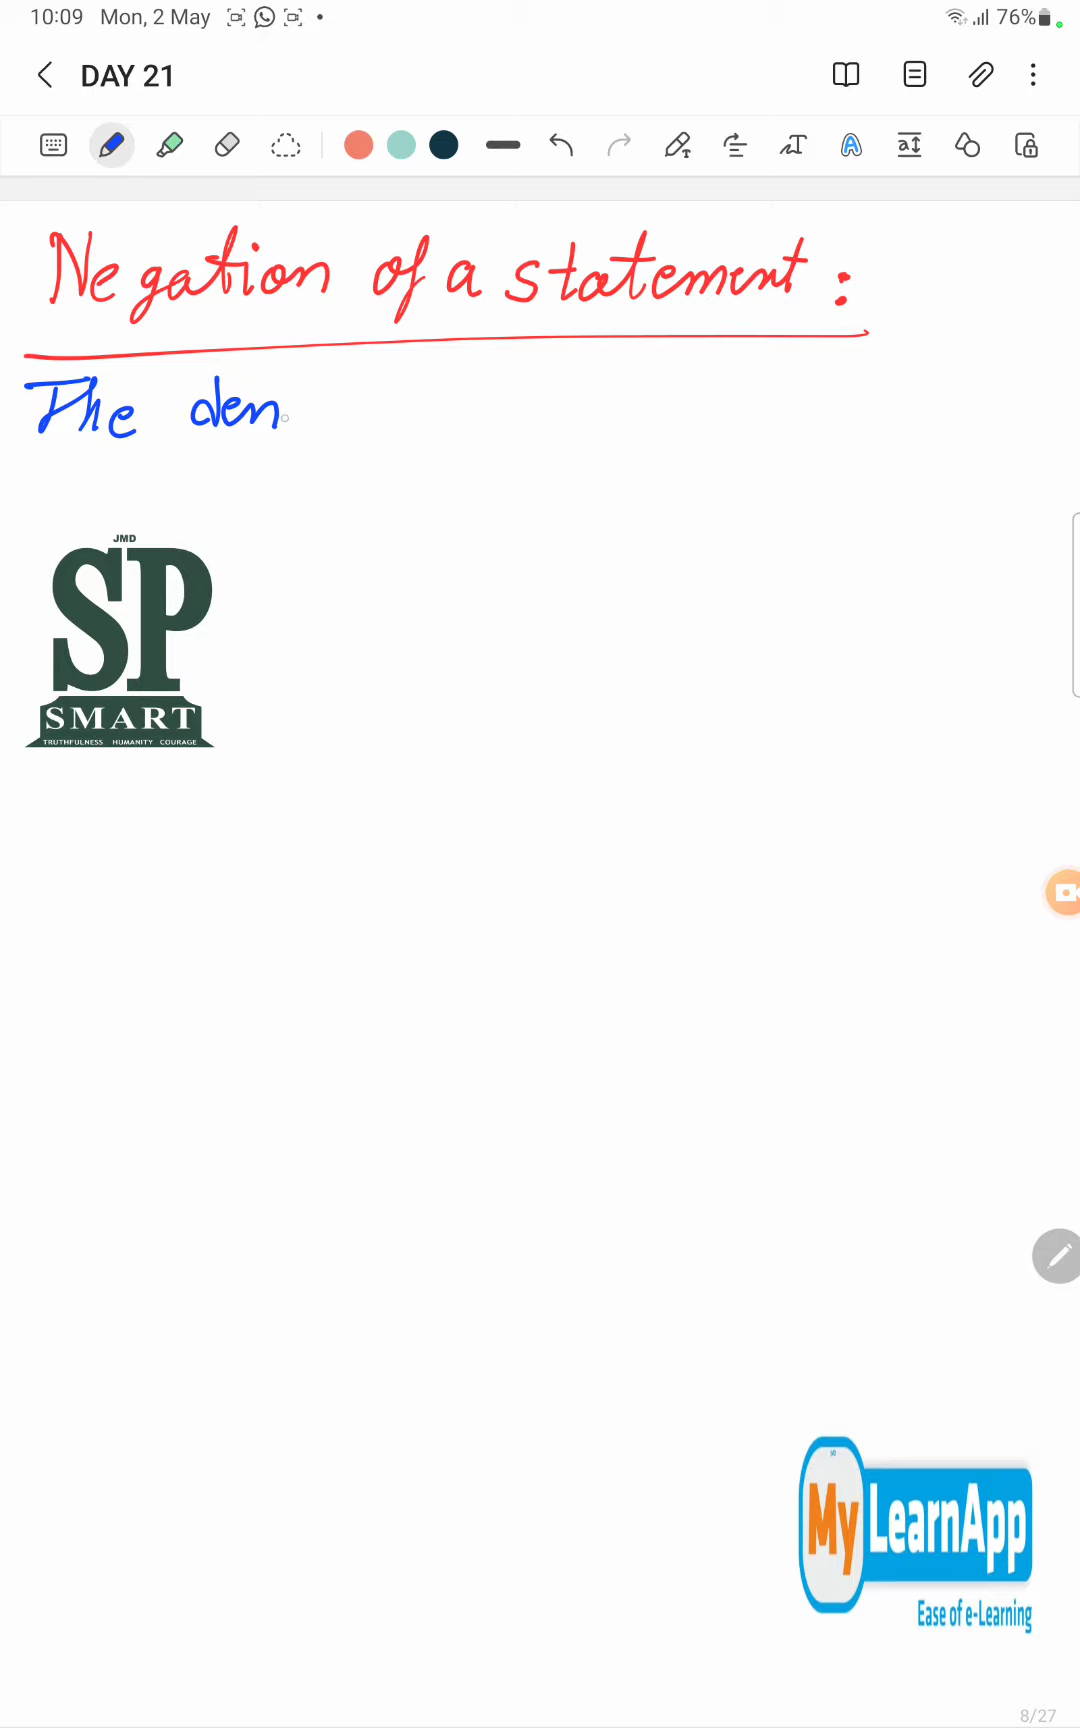 10:09 Mon, 2 May 76%
DAY 21
Negation of a statement :
The den
JMD
SP
SMART
TRUTHFULNESS HUMANITY COURAGE
My LearnApp
Ease of e-Learning
8/27